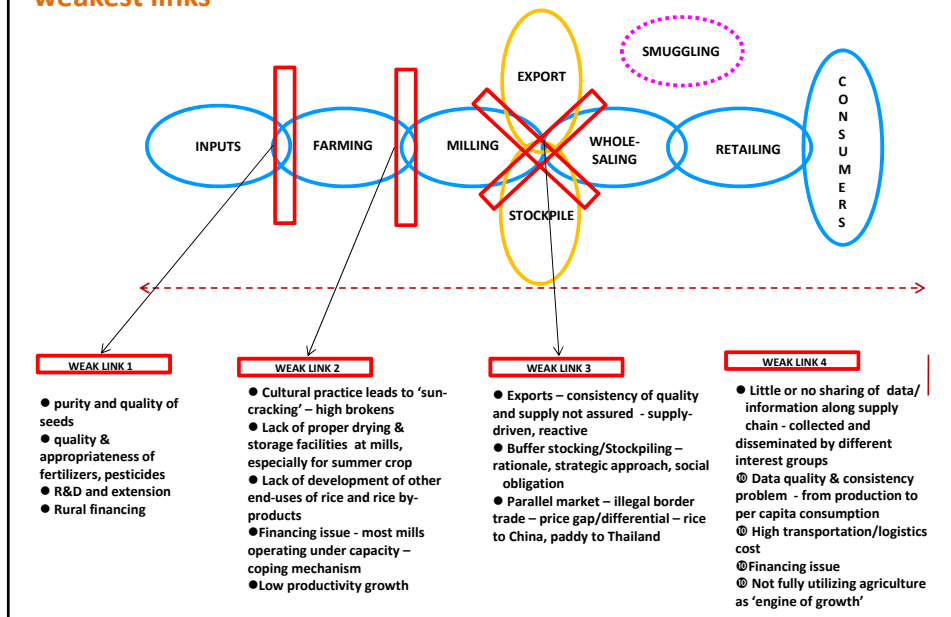 weakest links
SMUGGLING
EXPORT
C
O
N
S
U
M
E
R
S
INPUTS
FARMING
MILLING
WHOLE-
SALING
RETAILING
STOCKPILE
WEAK LINK 1
● purity and quality of
seeds
● quality &
appropriateness of
fertilizers, pesticides
● R&D and extension
● Rural financing
WEAK LINK 2
● Cultural practice leads to ‘sun-
cracking’ – high brokens
● Lack of proper drying &
storage facilities at mills,
especially for summer crop
● Lack of development of other
end-uses of rice and rice by-
products
●Financing issue - most mills
operating under capacity –
coping mechanism
●Low productivity growth
WEAK LINK 3
● Exports – consistency of quality
and supply not assured - supply-
driven, reactive
● Buffer stocking/Stockpiling –
rationale, strategic approach, social
obligation
● Parallel market – illegal border
trade – price gap/differential – rice
to China, paddy to Thailand
WEAK LINK 4
● Little or no sharing of data/
information along supply
chain - collected and
disseminated by different
interest groups
❿ Data quality & consistency
problem - from production to
per capita consumption
❿ High transportation/logistics
cost
❿Financing issue
❿ Not fully utilizing agriculture
as ‘engine of growth’